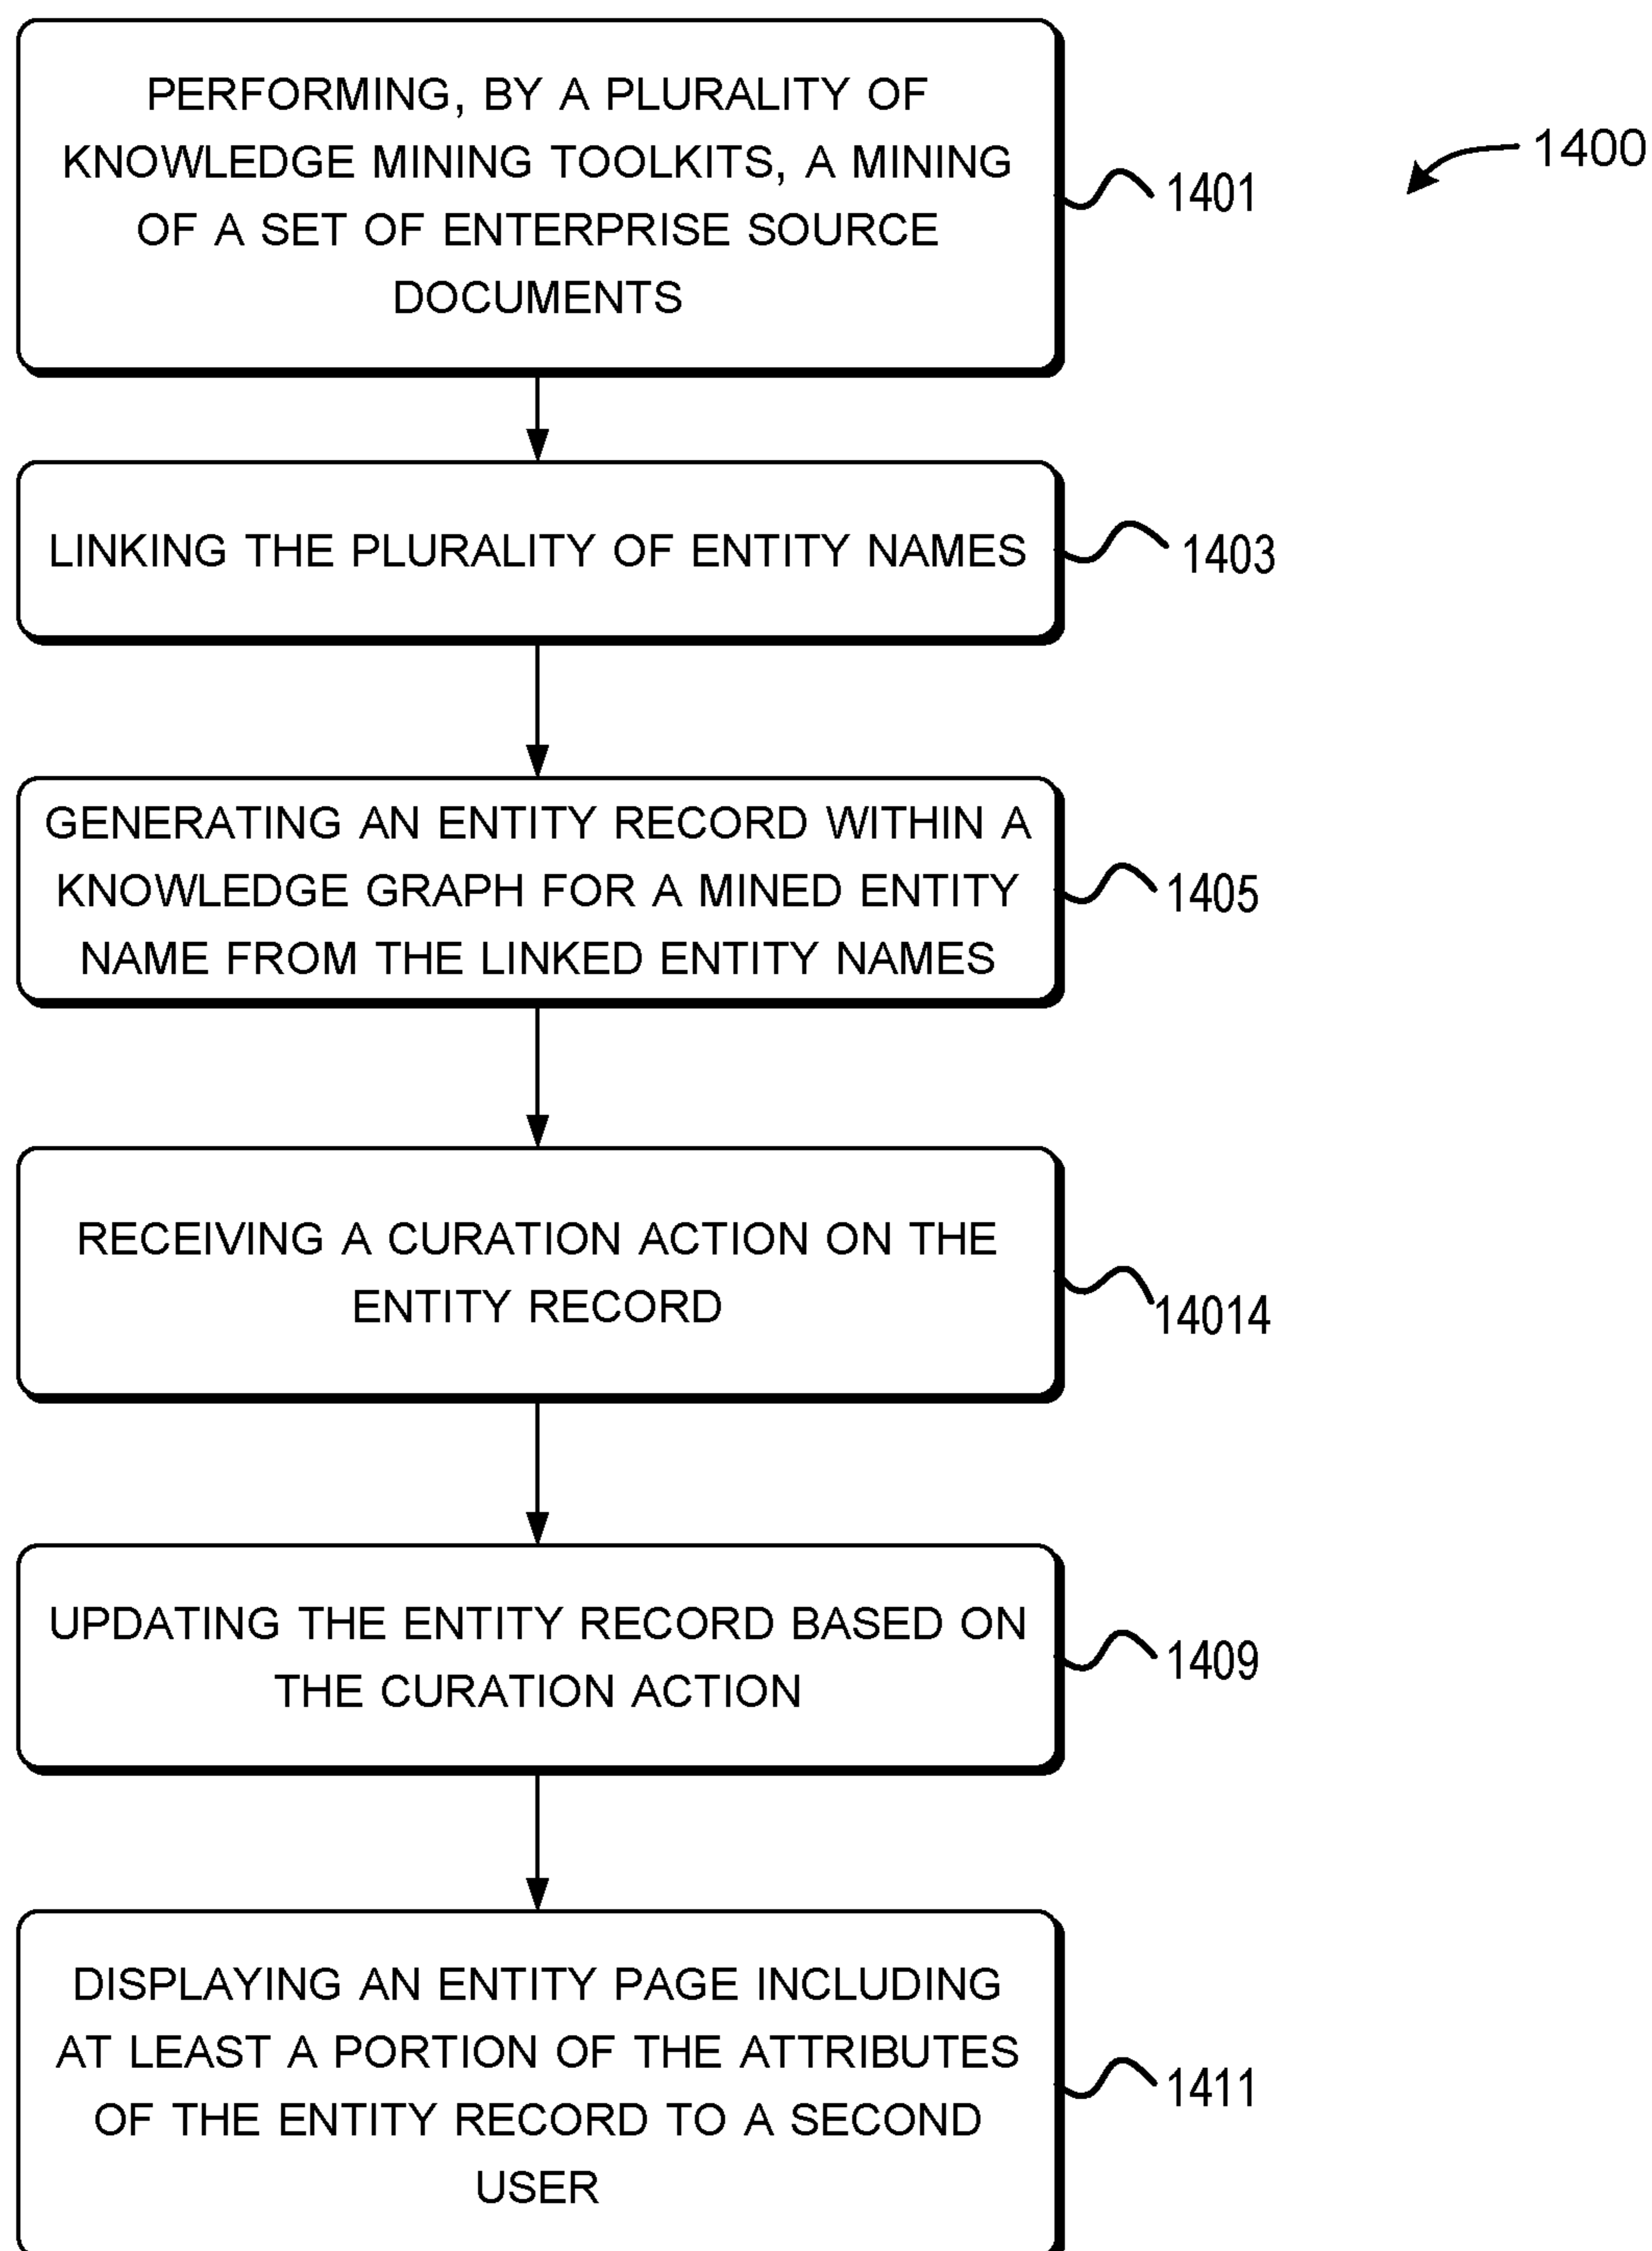 PERFORMING, BY A PLURALITY OF
KNOWLEDGE MINING TOOLKITS, A MINING
OF A SET OF ENTERPRISE SOURCE
DOCUMENTS
1400
1401
LINKING THE PLURALITY OF ENTITY NAMES
1403
GENERATING AN ENTITY RECORD WITHIN A
KNOWLEDGE GRAPH FOR A MINED ENTITY
NAME FROM THE LINKED ENTITY NAMES
1405
RECEIVING A CURATION ACTION ON THE
ENTITY RECORD
14014
UPDATING THE ENTITY RECORD BASED ON
THE CURATION ACTION
1409
DISPLAYING AN ENTITY PAGE INCLUDING
AT LEAST A PORTION OF THE ATTRIBUTES
OF THE ENTITY RECORD TO A SECOND
USER
1411